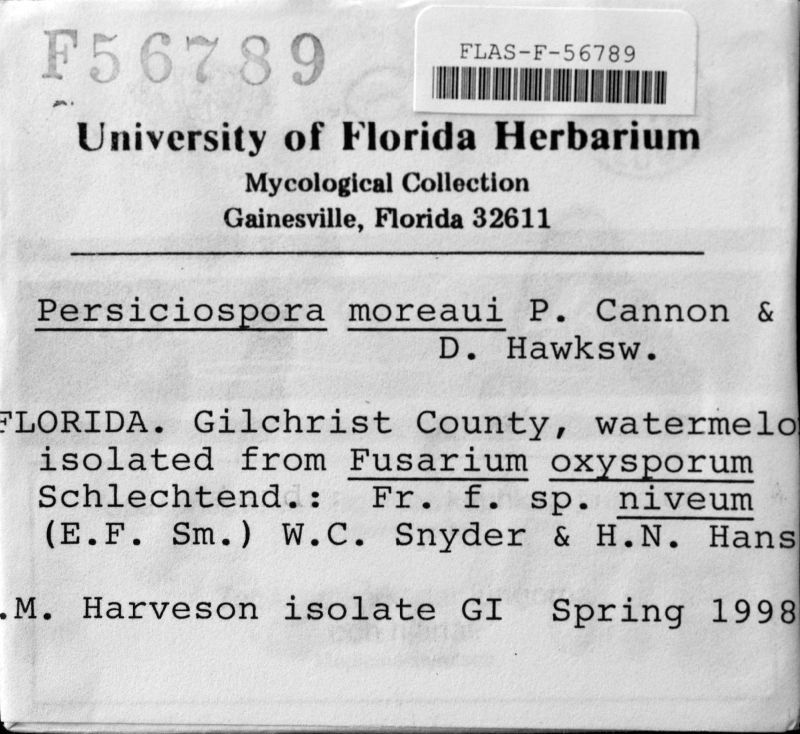 F56789
FLAS-F-56789
University of Florida Herbarium
Mycological Collection
Gainesville, Florida 32611
Persiciospora moreaui P. Cannon &
D. Hawksw.
FLORIDA. Gilchrist County, watermelo
isolated from Fusarium oxysporum
Schlechtend.: Fr. f. sp. niveum
(E.F. Sm.) W.C. Snyder & H.N. Hans
.M. Harveson isolate GI Spring 1998